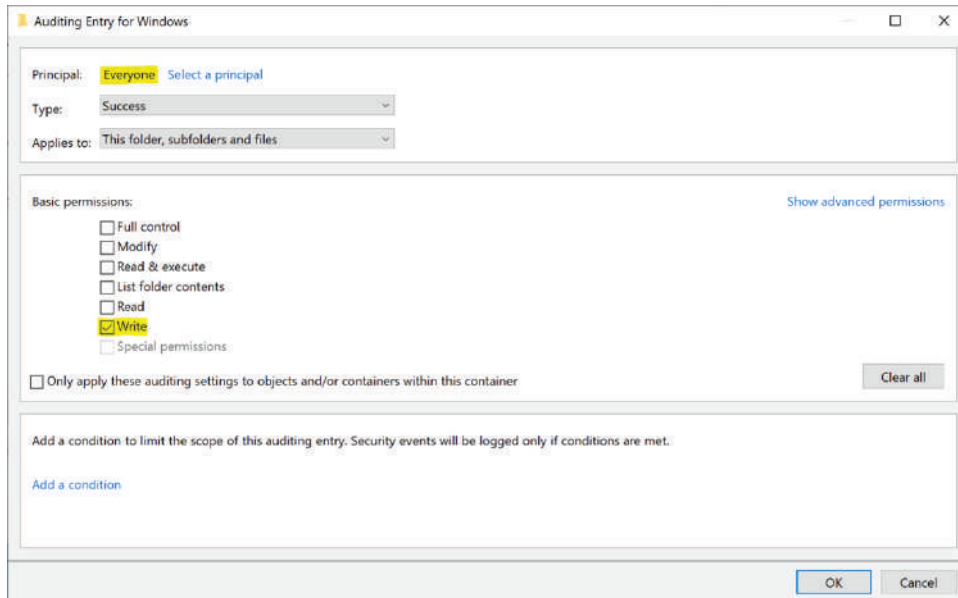 Auditing Entry for Windows
Principal: Everyone Select a principal
Type: Success
Applies to: This folder, subfolders and files
Basic permissions: Show advanced permissions
Full control
Modify
Read & execute
List folder contents
Read
Write
Special permissions
Only apply these auditing settings to objects and/or containers within this container
Clear all
Add a condition to limit the scope of this auditing entry. Security events will be logged only if conditions are met.
Add a condition
OK Cancel